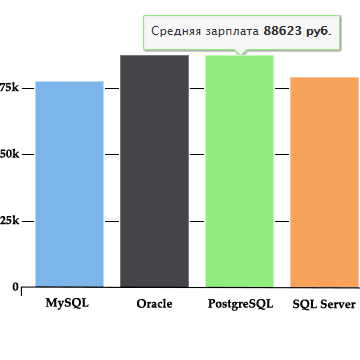 Средняя зарплата 88623 руб.
75k
50k
25k
0
MySQL Oracle PostgreSQL SQL Server